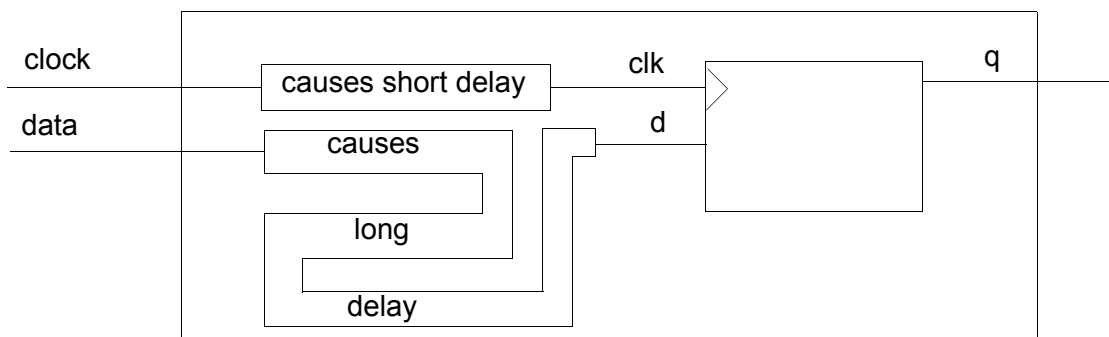 clock
causes short delay
clk
q
data
causes
d
long
delay